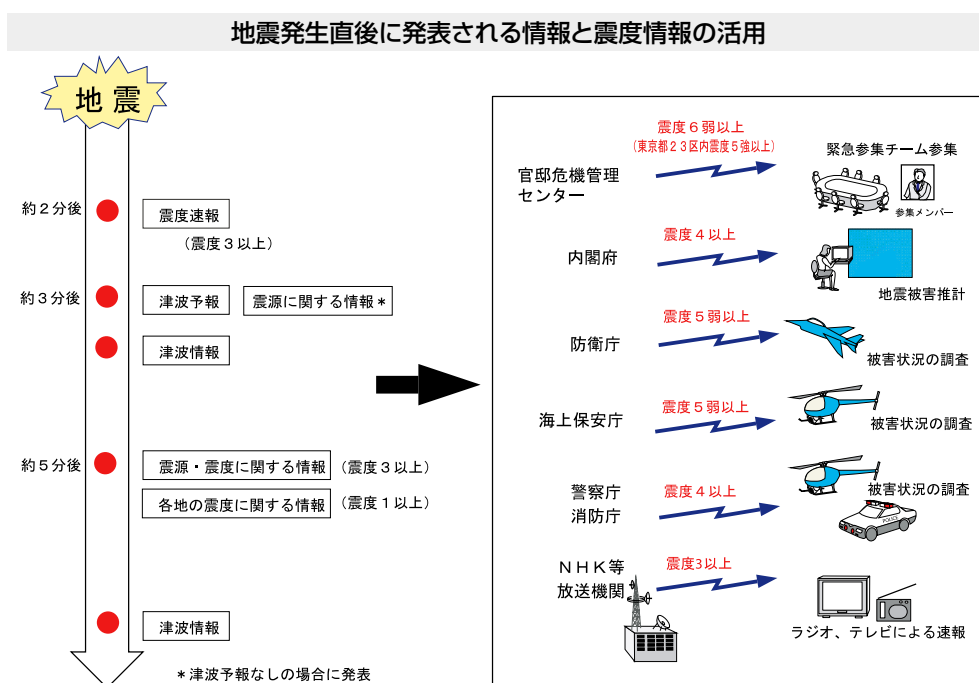 地震発生直後に発表される情報と震度情報の活用
地震
約２分後
震度速報
（震度３以上）
約３分後
津波予報
震源に関する情報＊
津波情報
約５分後
震源・震度に関する情報
（震度３以上）
各地の震度に関する情報
（震度１以上）
津波情報
＊津波予報なしの場合に発表
官邸危機管理
センター
震度６弱以上
（東京都２３区内震度５強以上）
緊急参集チーム参集
参集メンバー
内閣府
震度４以上
地震被害推計
防衛庁
震度５弱以上
被害状況の調査
海上保安庁
震度５弱以上
被害状況の調査
警察庁
消防庁
震度４以上
被害状況の調査
POLICE
ＮＨＫ等
放送機関
震度3以上
ラジオ、テレビによる速報